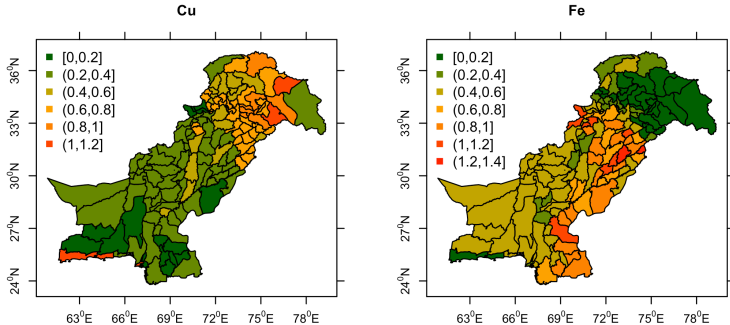 Cu
[0,0.2]
(0.2,0.4]
(0.4,0.6]
(0.6,0.8]
(0.8,1]
(1,1.2]
36⁰N
33⁰N
30⁰N
27⁰N
24⁰N
63⁰E 66⁰E 69⁰E 72⁰E 75⁰E 78⁰E
Fe
[0,0.2]
(0.2,0.4]
(0.4,0.6]
(0.6,0.8]
(0.8,1]
(1,1.2]
(1.2,1.4]
36⁰N
33⁰N
30⁰N
27⁰N
24⁰N
63⁰E 66⁰E 69⁰E 72⁰E 75⁰E 78⁰E